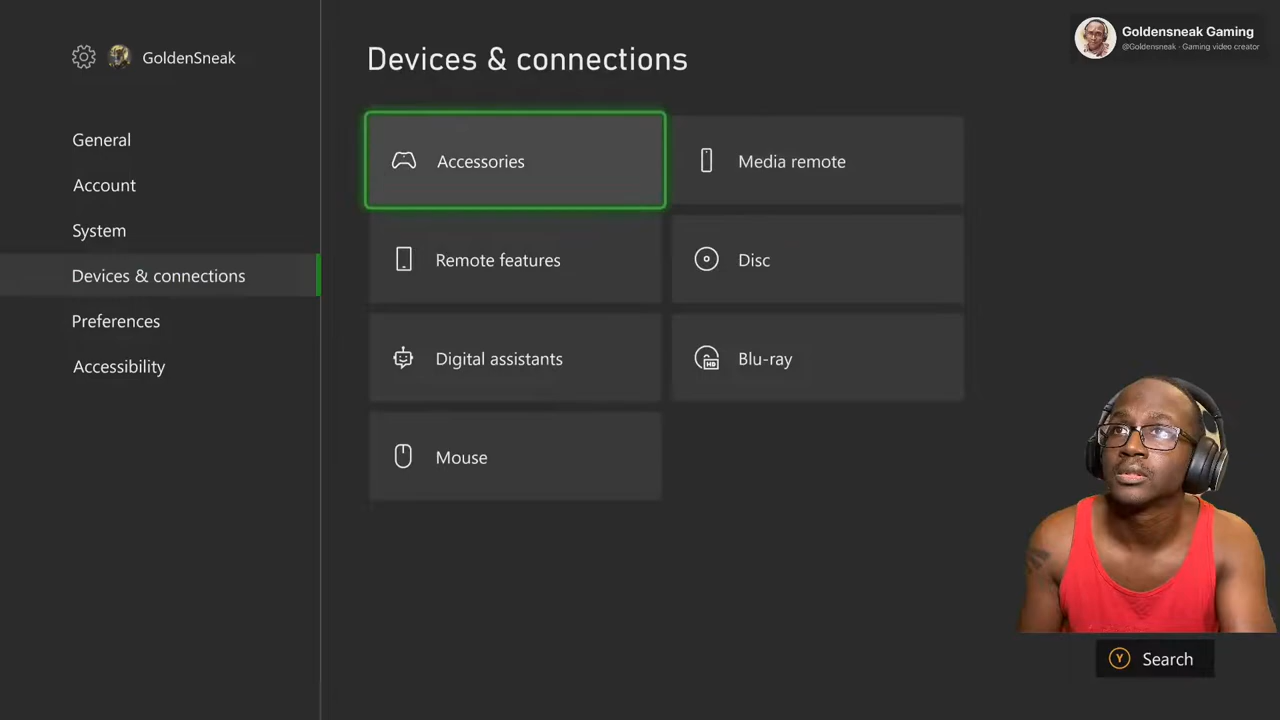 GoldenSneak
General
Account
System
Devices & connections
Preferences
Accessibility
Devices & connections
Accessories
Media remote
Remote features
Disc
Digital assistants
HD
Blu-ray
Mouse
Goldensneak Gaming
@Goldensneak · Gaming video creator
Y Search